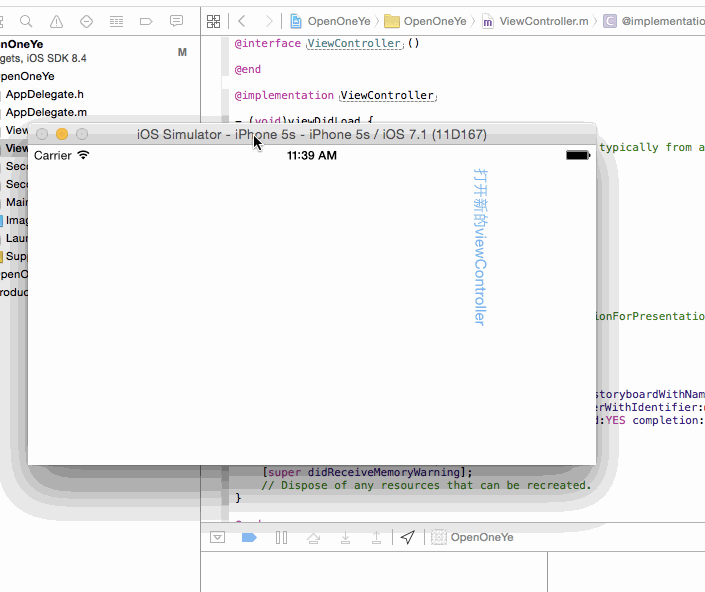 OpenOneYe
OpenOneYe
ViewController.m
@implementatio
nOneYe
gets, iOS SDK 8.4
M
penOneYe
AppDelegate.h
AppDelegate.m
View
View
Seco
Seco
Main
Imag
Laun
Supp
penO
roduc
@interface ViewController ()
@end
@implementation ViewController
- (void)viewDidLoad {
typically from a
iOS Simulator - iPhone 5s - iPhone 5s / iOS 7.1 (11D167)
Carrier
11:39 AM
打开新的viewController
ionForPresentatio
storyboardWithNam
erWithIdentifier:
d:YES completion:
[super didReceiveMemoryWarning];
// Dispose of any resources that can be recreated.
}
OpenOneYe